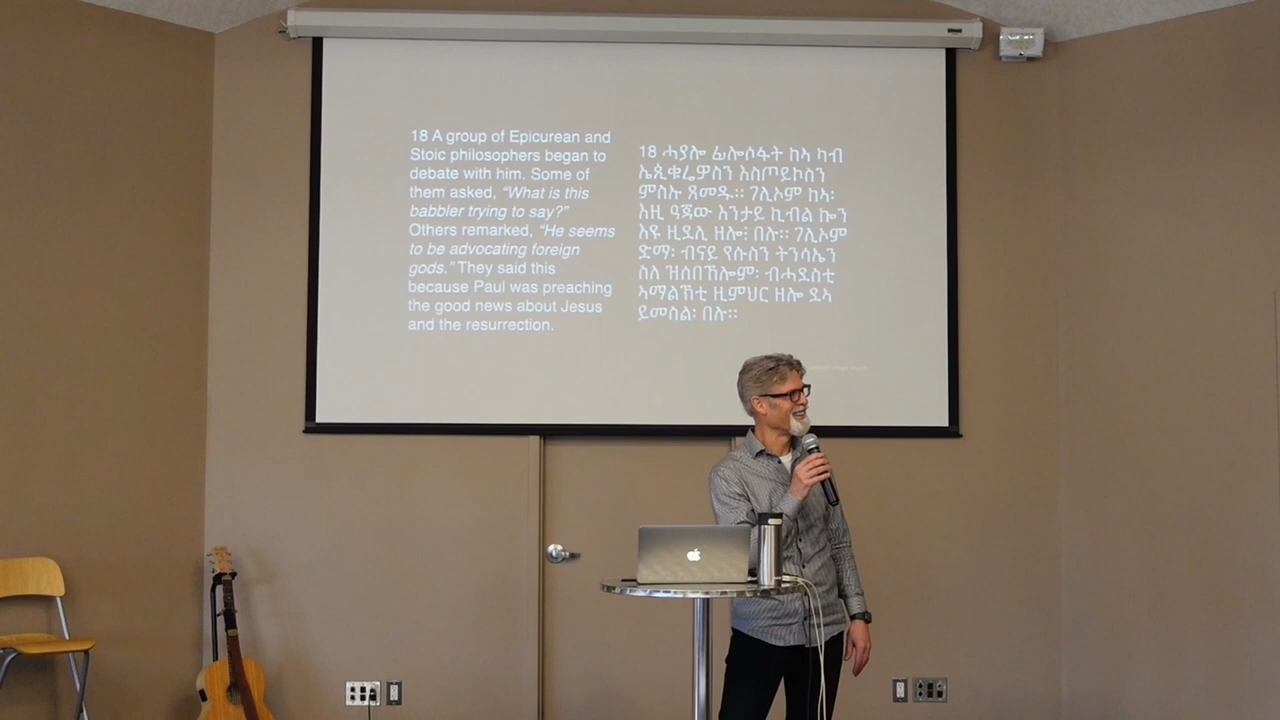 18 A group of Epicurean and
Stoic philosophers began to
debate with him. Some of
them asked, “What is this
babbler trying to say?”
Others remarked, “He seems
to be advocating foreign
gods.” They said this
because Paul was preaching
the good news about Jesus
and the resurrection.
18 ሓያሎ ፊሎሶፋት ከኣ ካብ
ኤጲቁሬዎስን እስጦይኮስን
ምስኡ ጸመዱ። ገሊኦም ከኣ፡
እዚ ዓጃው እንታይ ኪብል ኰን
እዩ ዚደሊ ዘሎ፤ በሉ። ገሊኦም
ድማ፡ ብናይ የሱስን ትንሳኤን
ስለ ዝሰበኸሎም፡ ብሓደስቲ
ኣማልኽቲ ዚምህር ዘሎ ደኣ
ይመስል፡ በሉ።